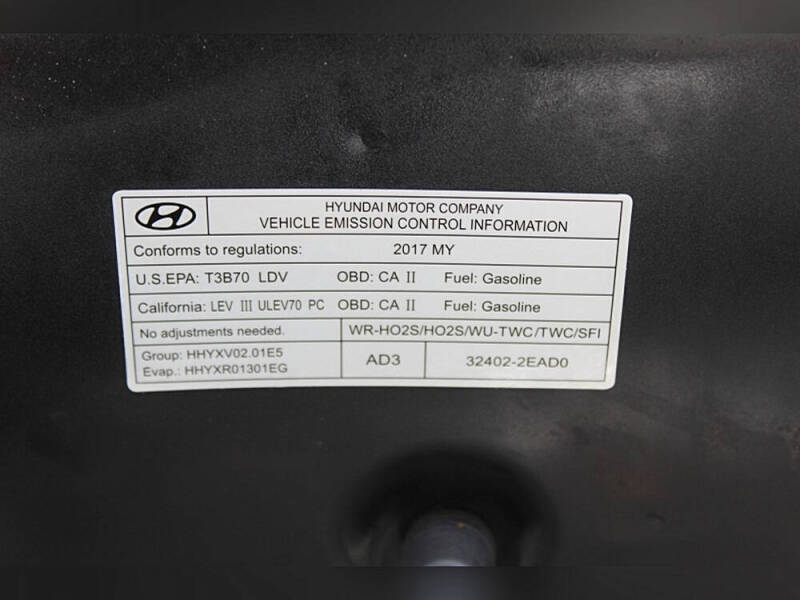 HYUNDAI MOTOR COMPANY
VEHICLE EMISSION CONTROL INFORMATION
Conforms to regulations: 2017 MY
U.S.EPA: T3B70 LDV OBD: CA II Fuel: Gasoline
California: LEV III ULEV70 PC OBD: CA II Fuel: Gasoline
No adjustments needed. WR-HO2S/HO2S/WU-TWC/TWC/SFI
Group: HHYXV02.01E5
Evap.: HHYXR01301EG
AD3 32402-2EAD0